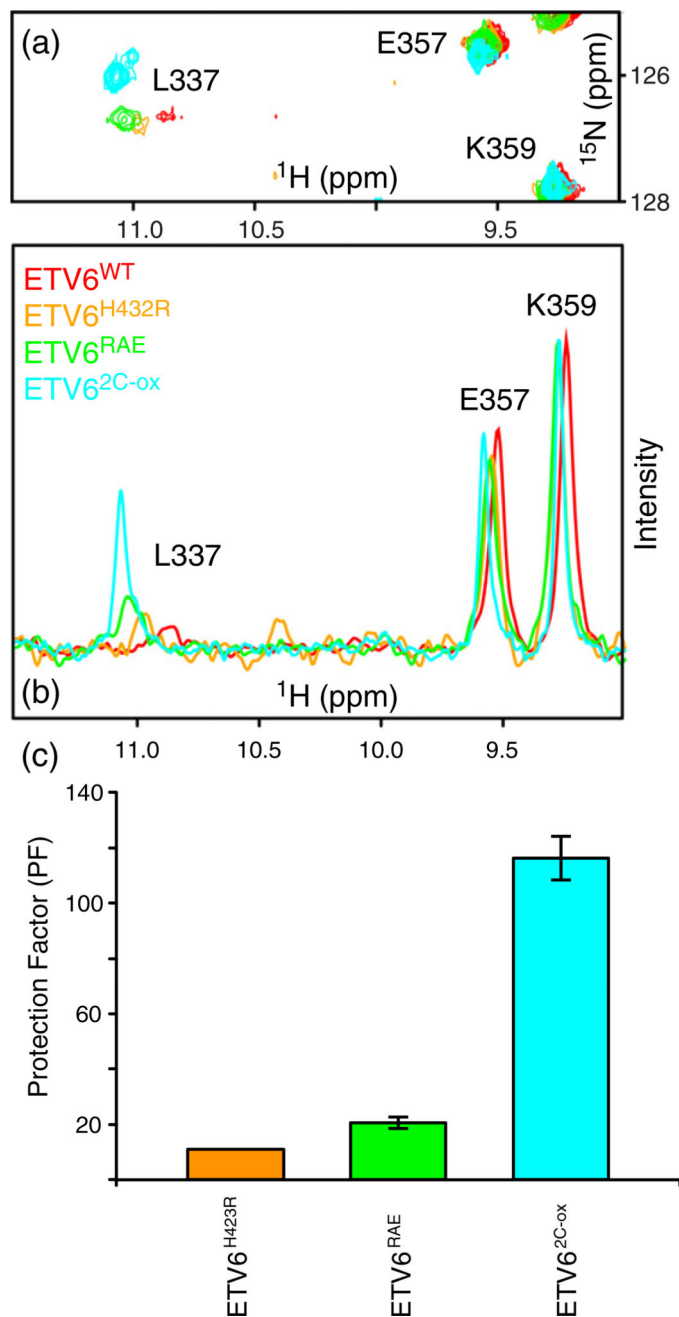 (a)
L337
E357
K359
126
128
¹⁵N (ppm)
¹H (ppm)
11.0 10.5 9.5
ETV6ᵂᵀ
ETV6ᴴ⁴³²ᴿ
ETV6ᴿᴬᴱ
ETV6²ᶜ⁻ᵒˣ
K359
E357
L337
Intensity
(b)
¹H (ppm)
11.0 10.5 10.0 9.5
(c)
Protection Factor (PF)
140
100
60
20
ETV6ᴴ⁴²³ᴿ
ETV6ᴿᴬᴱ
ETV6²ᶜ⁻ᵒˣ